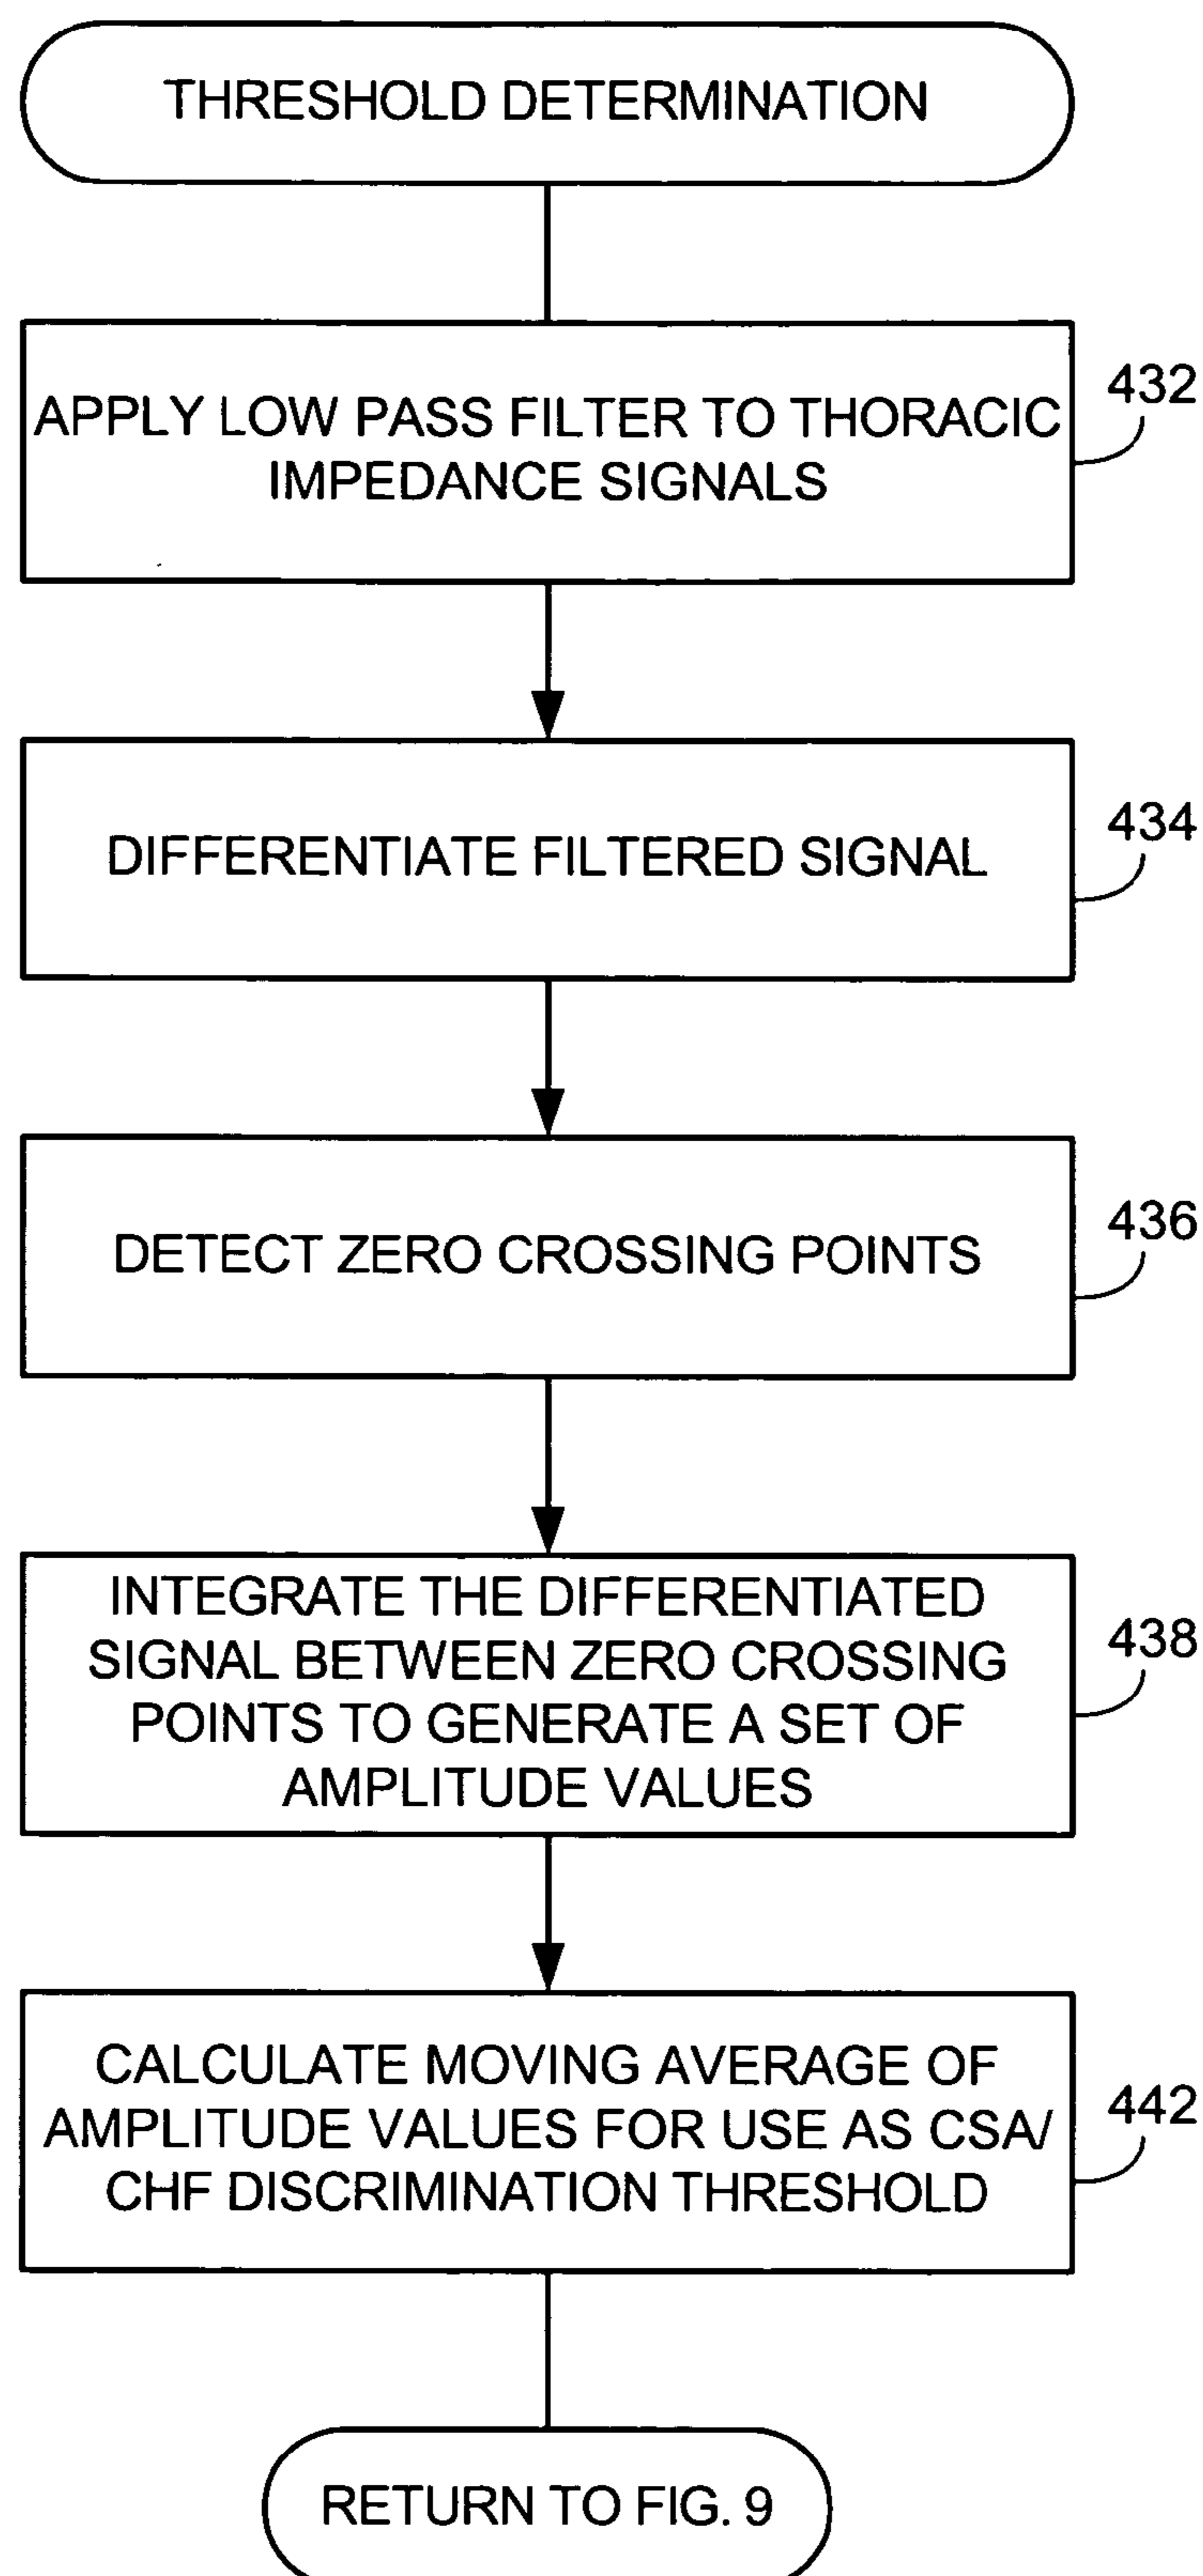 THRESHOLD DETERMINATION
APPLY LOW PASS FILTER TO THORACIC
IMPEDANCE SIGNALS
432
DIFFERENTIATE FILTERED SIGNAL
434
DETECT ZERO CROSSING POINTS
436
INTEGRATE THE DIFFERENTIATED
SIGNAL BETWEEN ZERO CROSSING
POINTS TO GENERATE A SET OF
AMPLITUDE VALUES
438
CALCULATE MOVING AVERAGE OF
AMPLITUDE VALUES FOR USE AS CSA/
CHF DISCRIMINATION THRESHOLD
442
RETURN TO FIG. 9